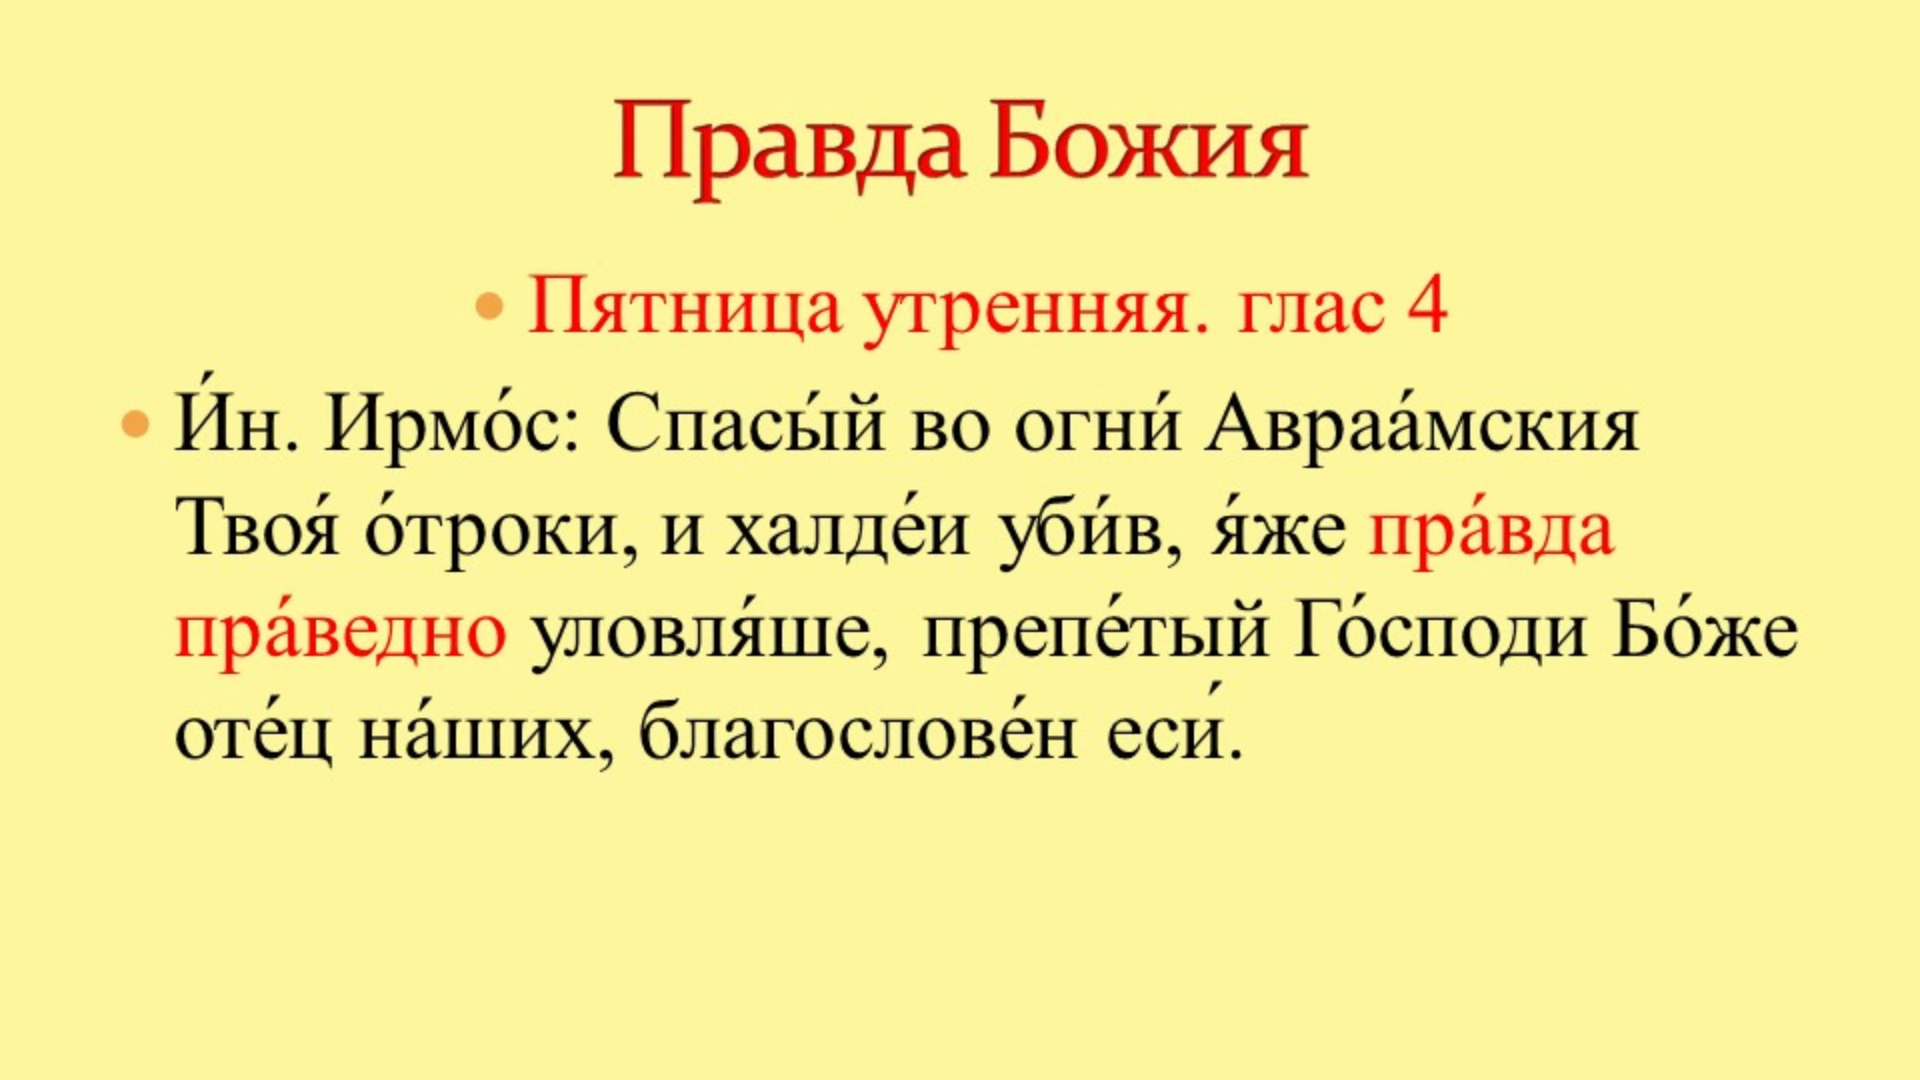 Правда Божия
Пятница утренняя. глас 4
И́н. Ирмо́с: Спасы́й во огни́ Авраа́мския
Твоя́ о́троки, и халде́и уби́в, я́же пра́вда
пра́ведно уловля́ше, препе́тый Го́споди Бо́же
оте́ц на́ших, благослове́н еси́.